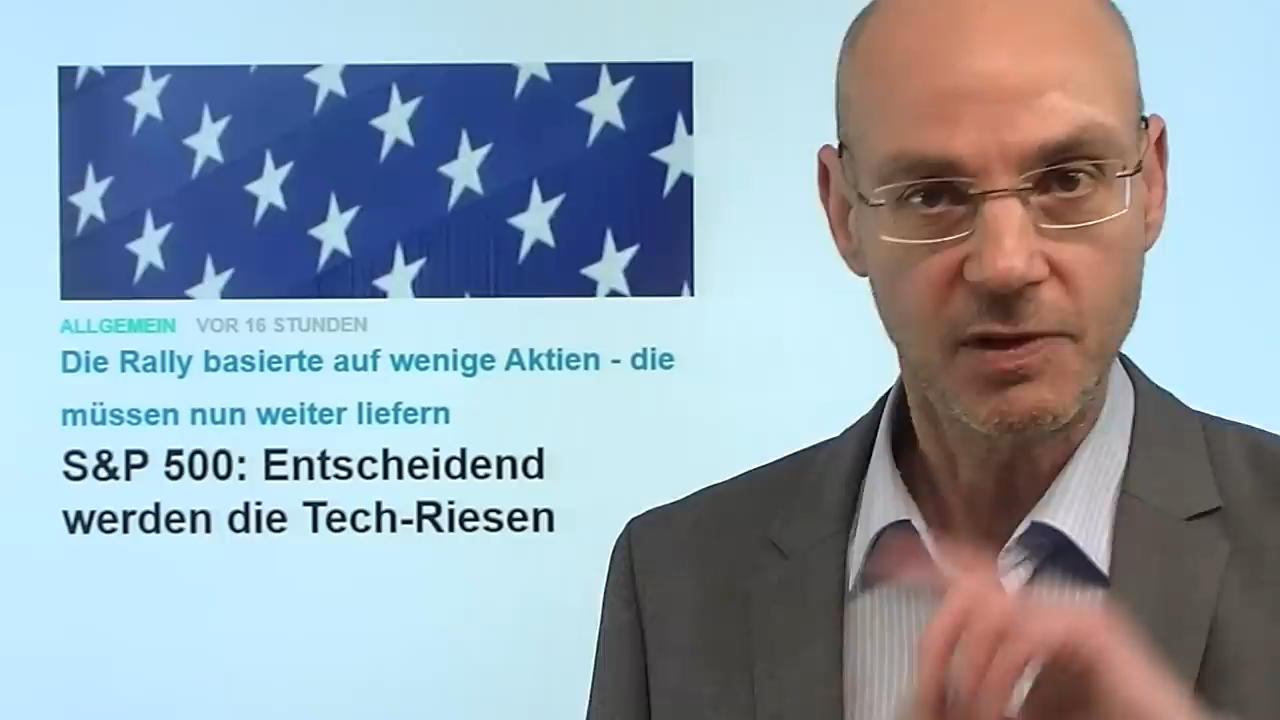 ALLGEMEIN VOR 16 STUNDEN
Die Rally basierte auf wenige Aktien - die
müssen nun weiter liefern
S&P 500: Entscheidend
werden die Tech-Riesen